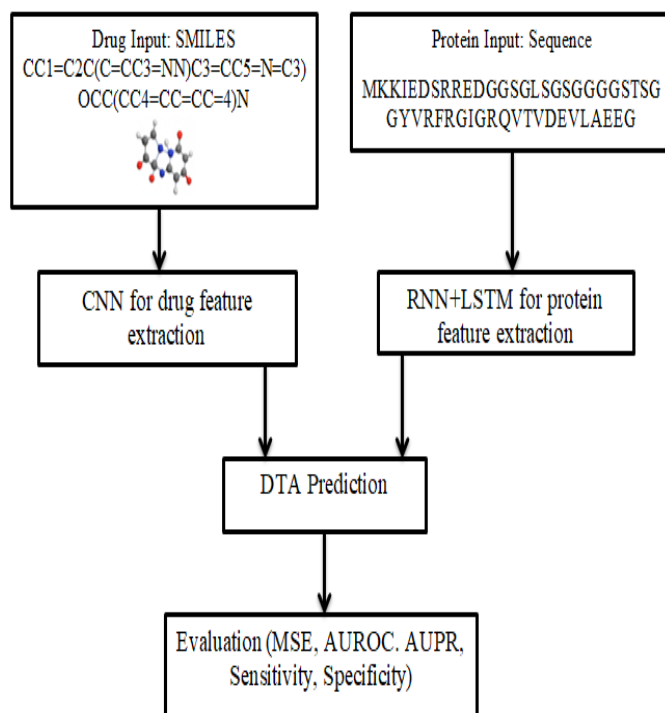 Drug Input: SMILES
CC1=C2C(C=CC3=NN)C3=CC5=N=C3)
OCC(CC4=CC=CC=4)N
Protein Input: Sequence
MKKIEDSRREDGGSGLSGSGGGGSTSG
GYVRFRGIGRQVTVDEVLAEEG
CNN for drug feature
extraction
RNN+LSTM for protein
feature extraction
DTA Prediction
Evaluation (MSE, AUROC. AUPR,
Sensitivity, Specificity)